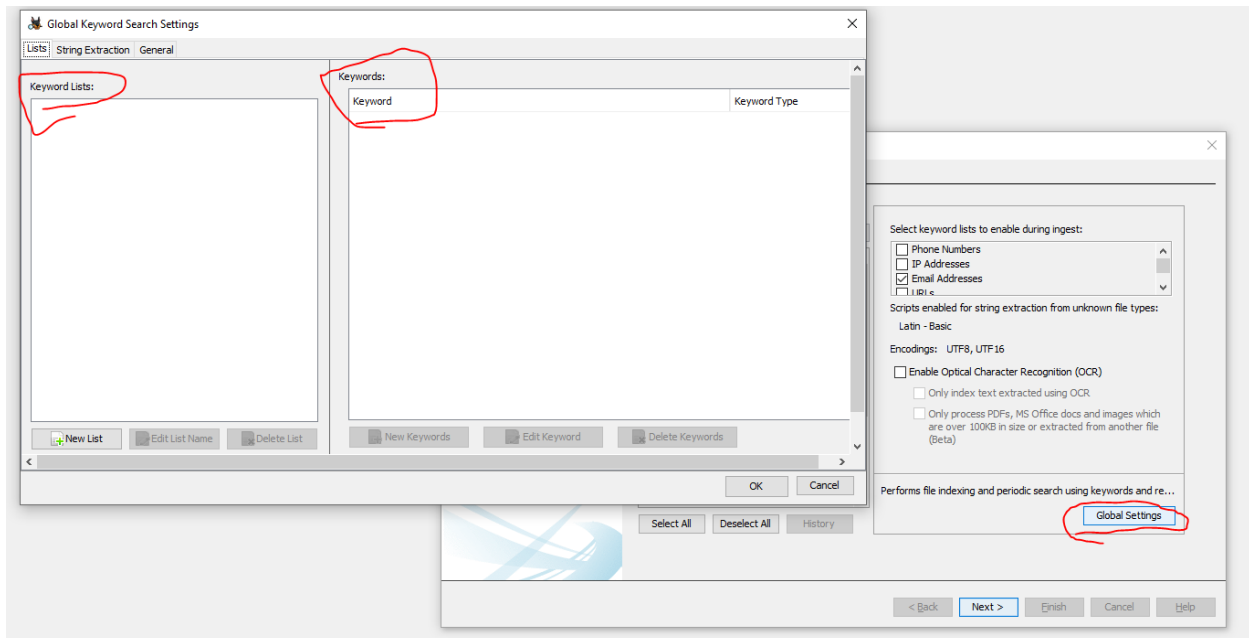 Global Keyword Search Settings
Lists String Extraction General
Keyword Lists:
Keywords:
Keyword Keyword Type
New List Edit List Name Delete List
New Keywords Edit Keyword Delete Keywords
OK Cancel
Select keyword lists to enable during ingest:
Phone Numbers
IP Addresses
Email Addresses
URLs
Scripts enabled for string extraction from unknown file types:
Latin - Basic
Encodings: UTF8, UTF16
Enable Optical Character Recognition (OCR)
Only index text extracted using OCR
Only process PDFs, MS Office docs and images which
are over 100KB in size or extracted from another file
(Beta)
Performs file indexing and periodic search using keywords and re...
Global Settings
Select All Deselect All History
< Back Next > Finish Cancel Help